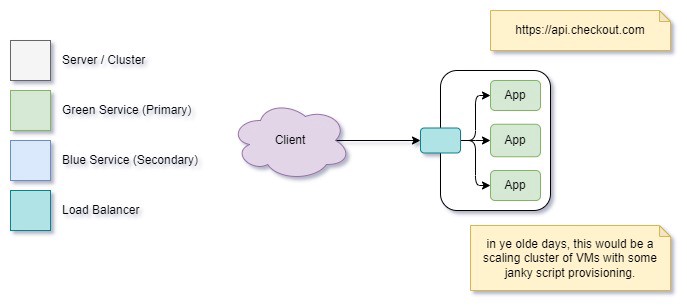 https://api.checkout.com
Server / Cluster
Green Service (Primary)
Blue Service (Secondary)
Load Balancer
Client
App
App
App
in ye olde days, this would be a
scaling cluster of VMs with some
janky script provisioning.